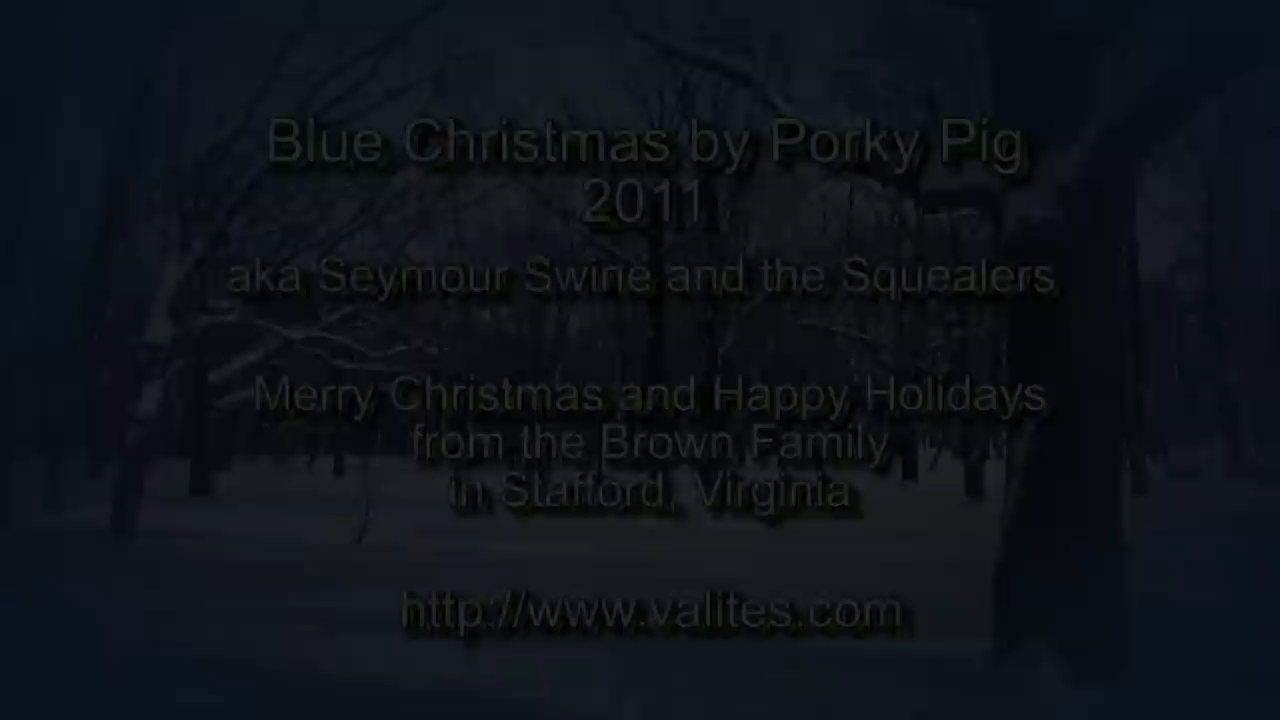 Blue Christmas by Porky Pig
2011
aka Seymour Swine and the Squealers
Merry Christmas and Happy Holidays
from the Brown Family
in Stafford, Virginia
http://www.valites.com